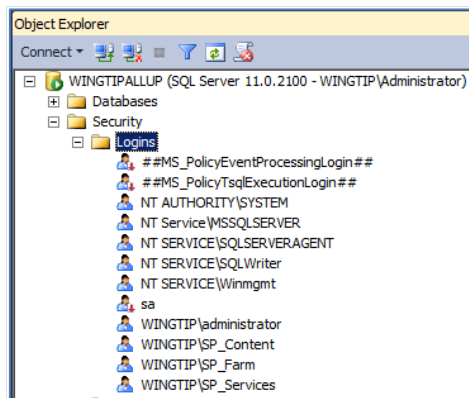 Object Explorer
Connect
WINGTIPALLUP (SQL Server 11.0.2100 - WINGTIP\Administrator)
Databases
Security
Logins
##MS_PolicyEventProcessingLogin##
##MS_PolicyTsqlExecutionLogin##
NT AUTHORITY\SYSTEM
NT Service\MSSQLSERVER
NT SERVICE\SQLSERVERAGENT
NT SERVICE\SQLWriter
NT SERVICE\Winmgmt
sa
WINGTIP\administrator
WINGTIP\SP_Content
WINGTIP\SP_Farm
WINGTIP\SP_Services